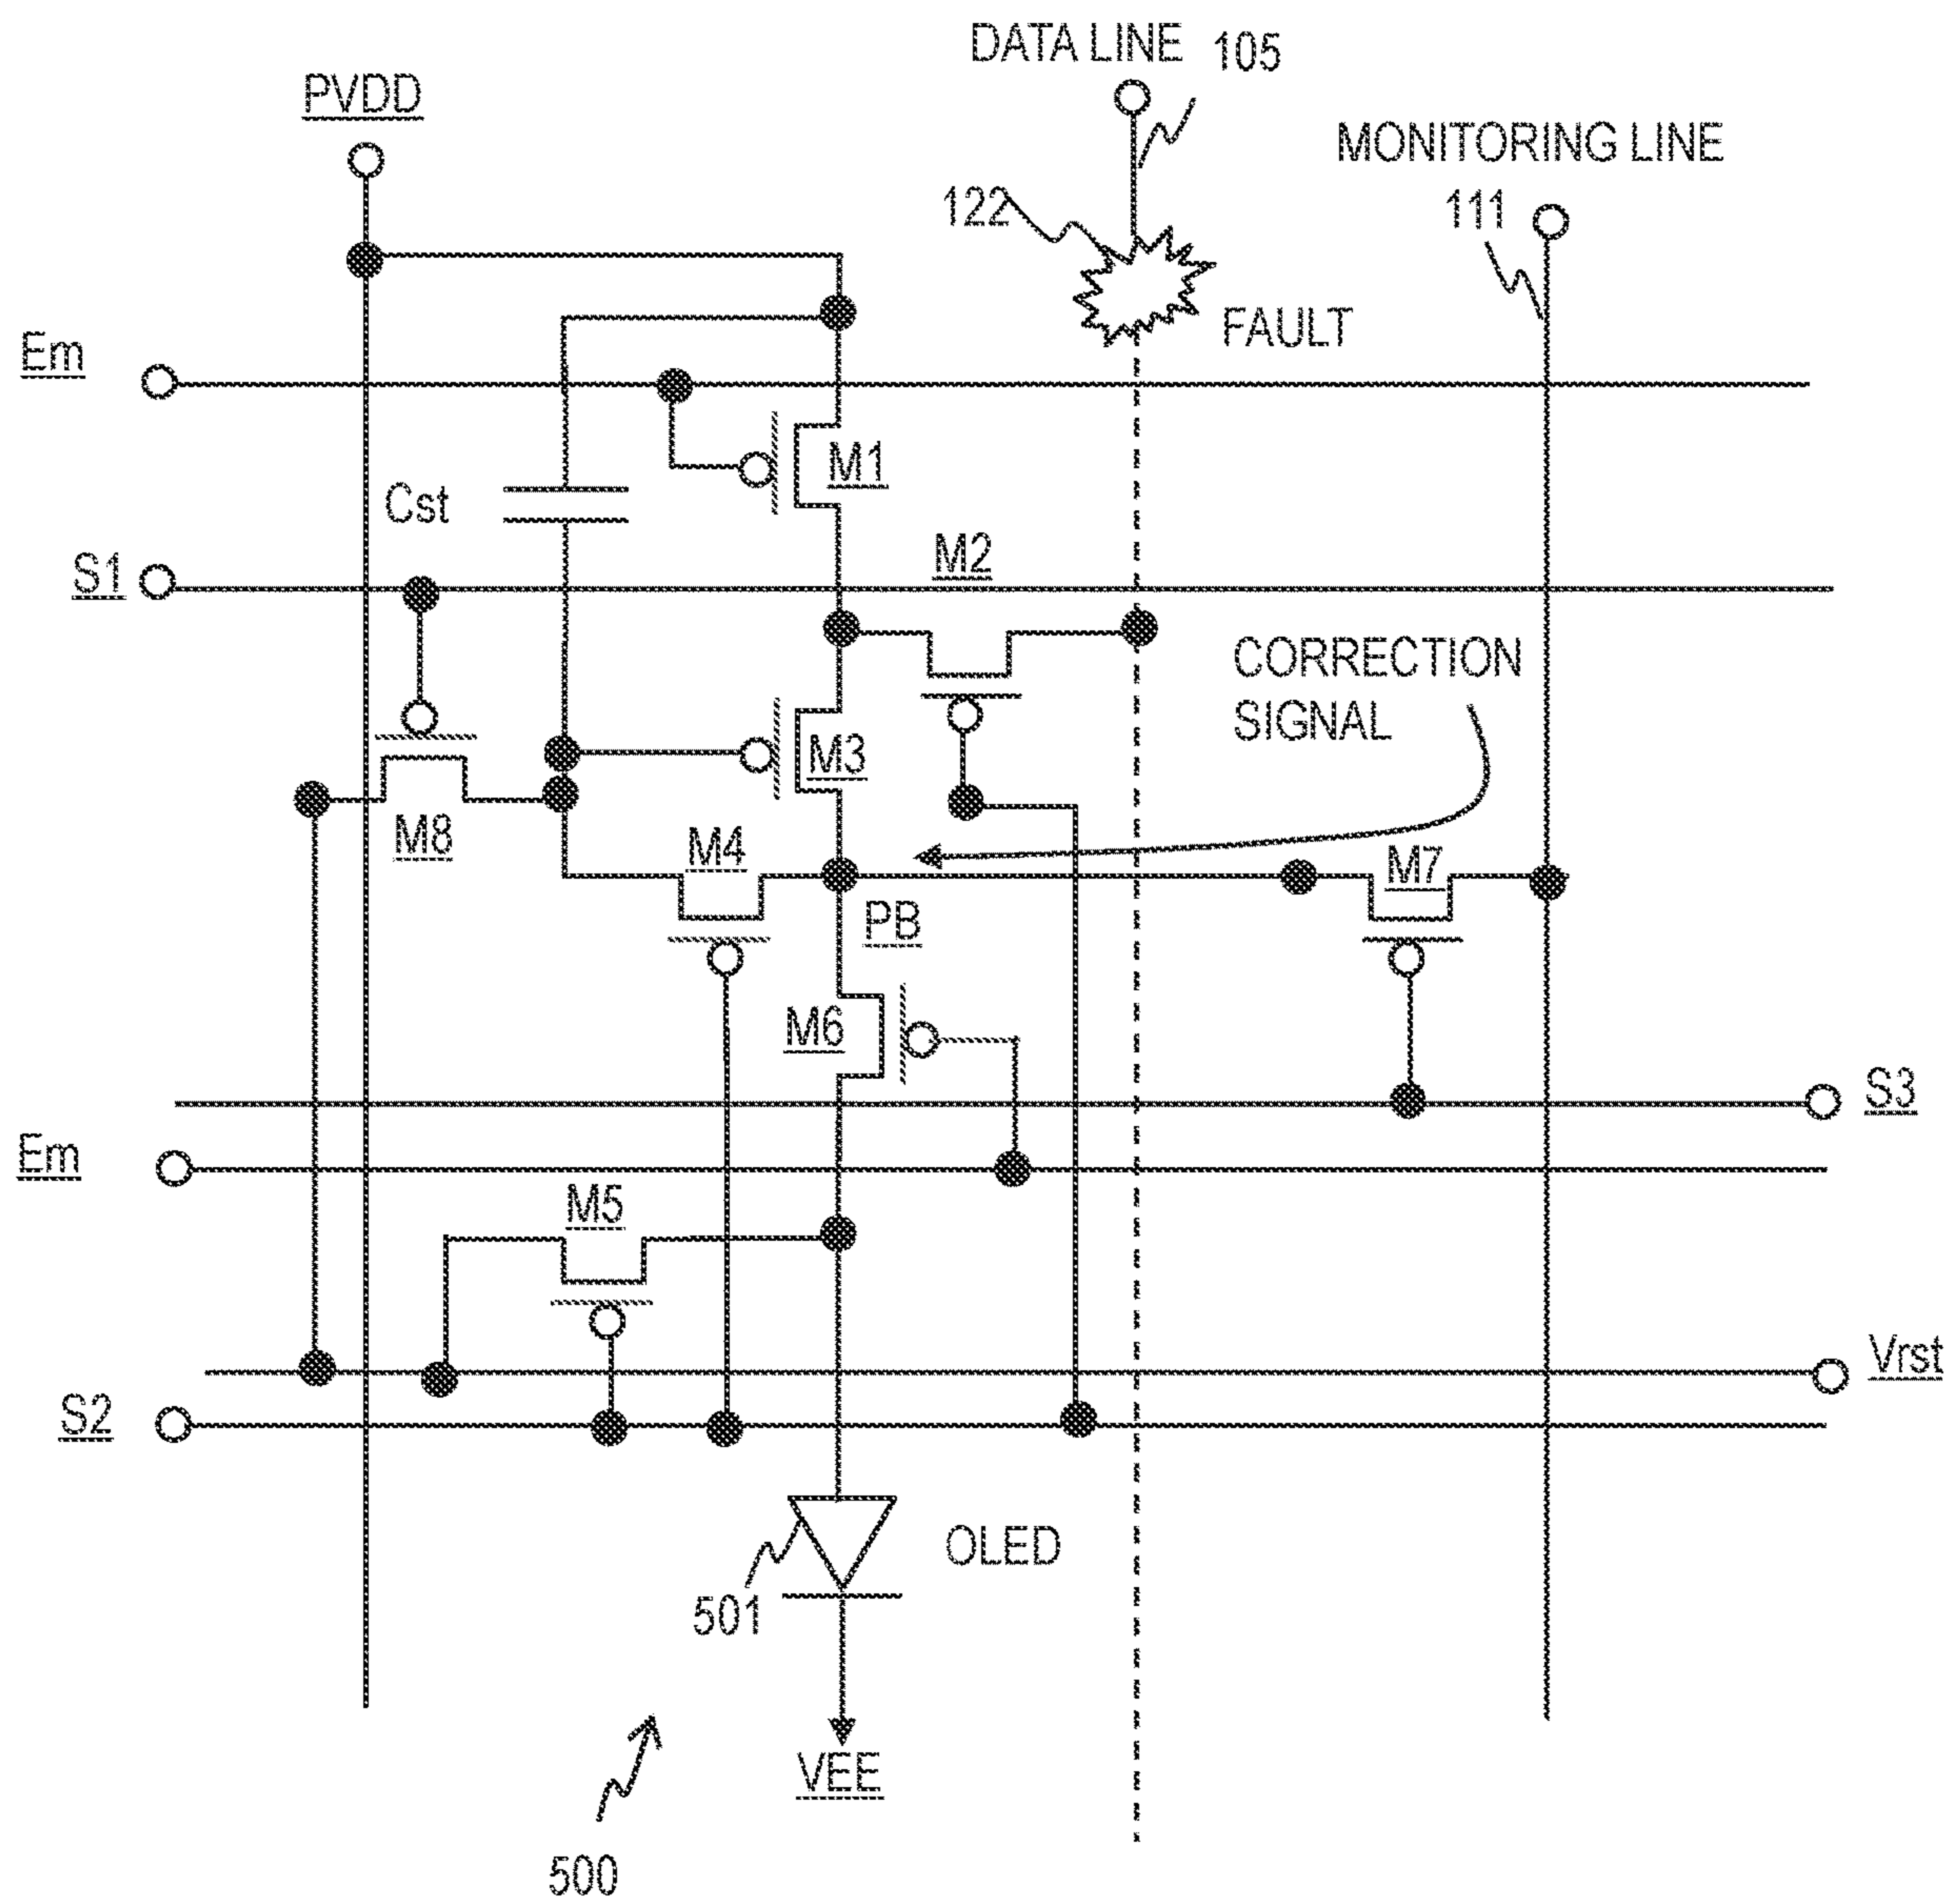 DATA LINE 105
PVDD
MONITORING LINE
122
111
FAULT
Em
M1
Cst
M2
S1
CORRECTION
SIGNAL
M3
M8
M4
M7
PB
M6
S3
Em
M5
Vrst
S2
OLED
501
VEE
500